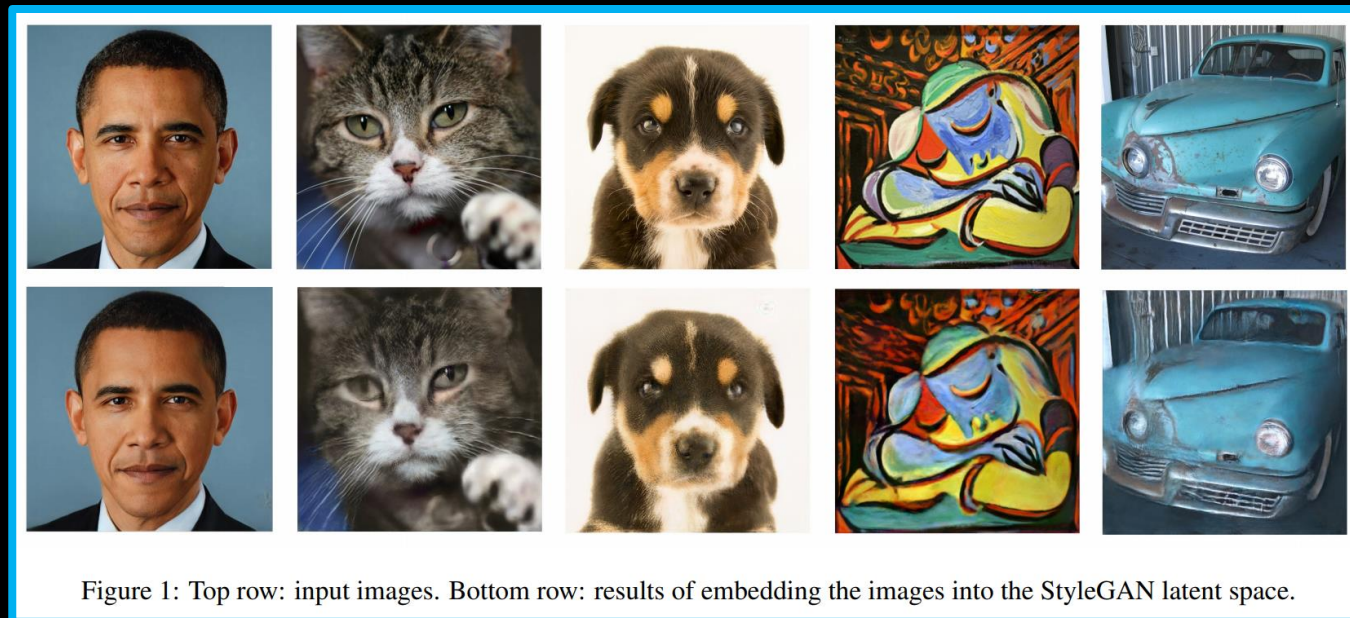 Figure 1: Top row: input images. Bottom row: results of embedding the images into the StyleGAN latent space.